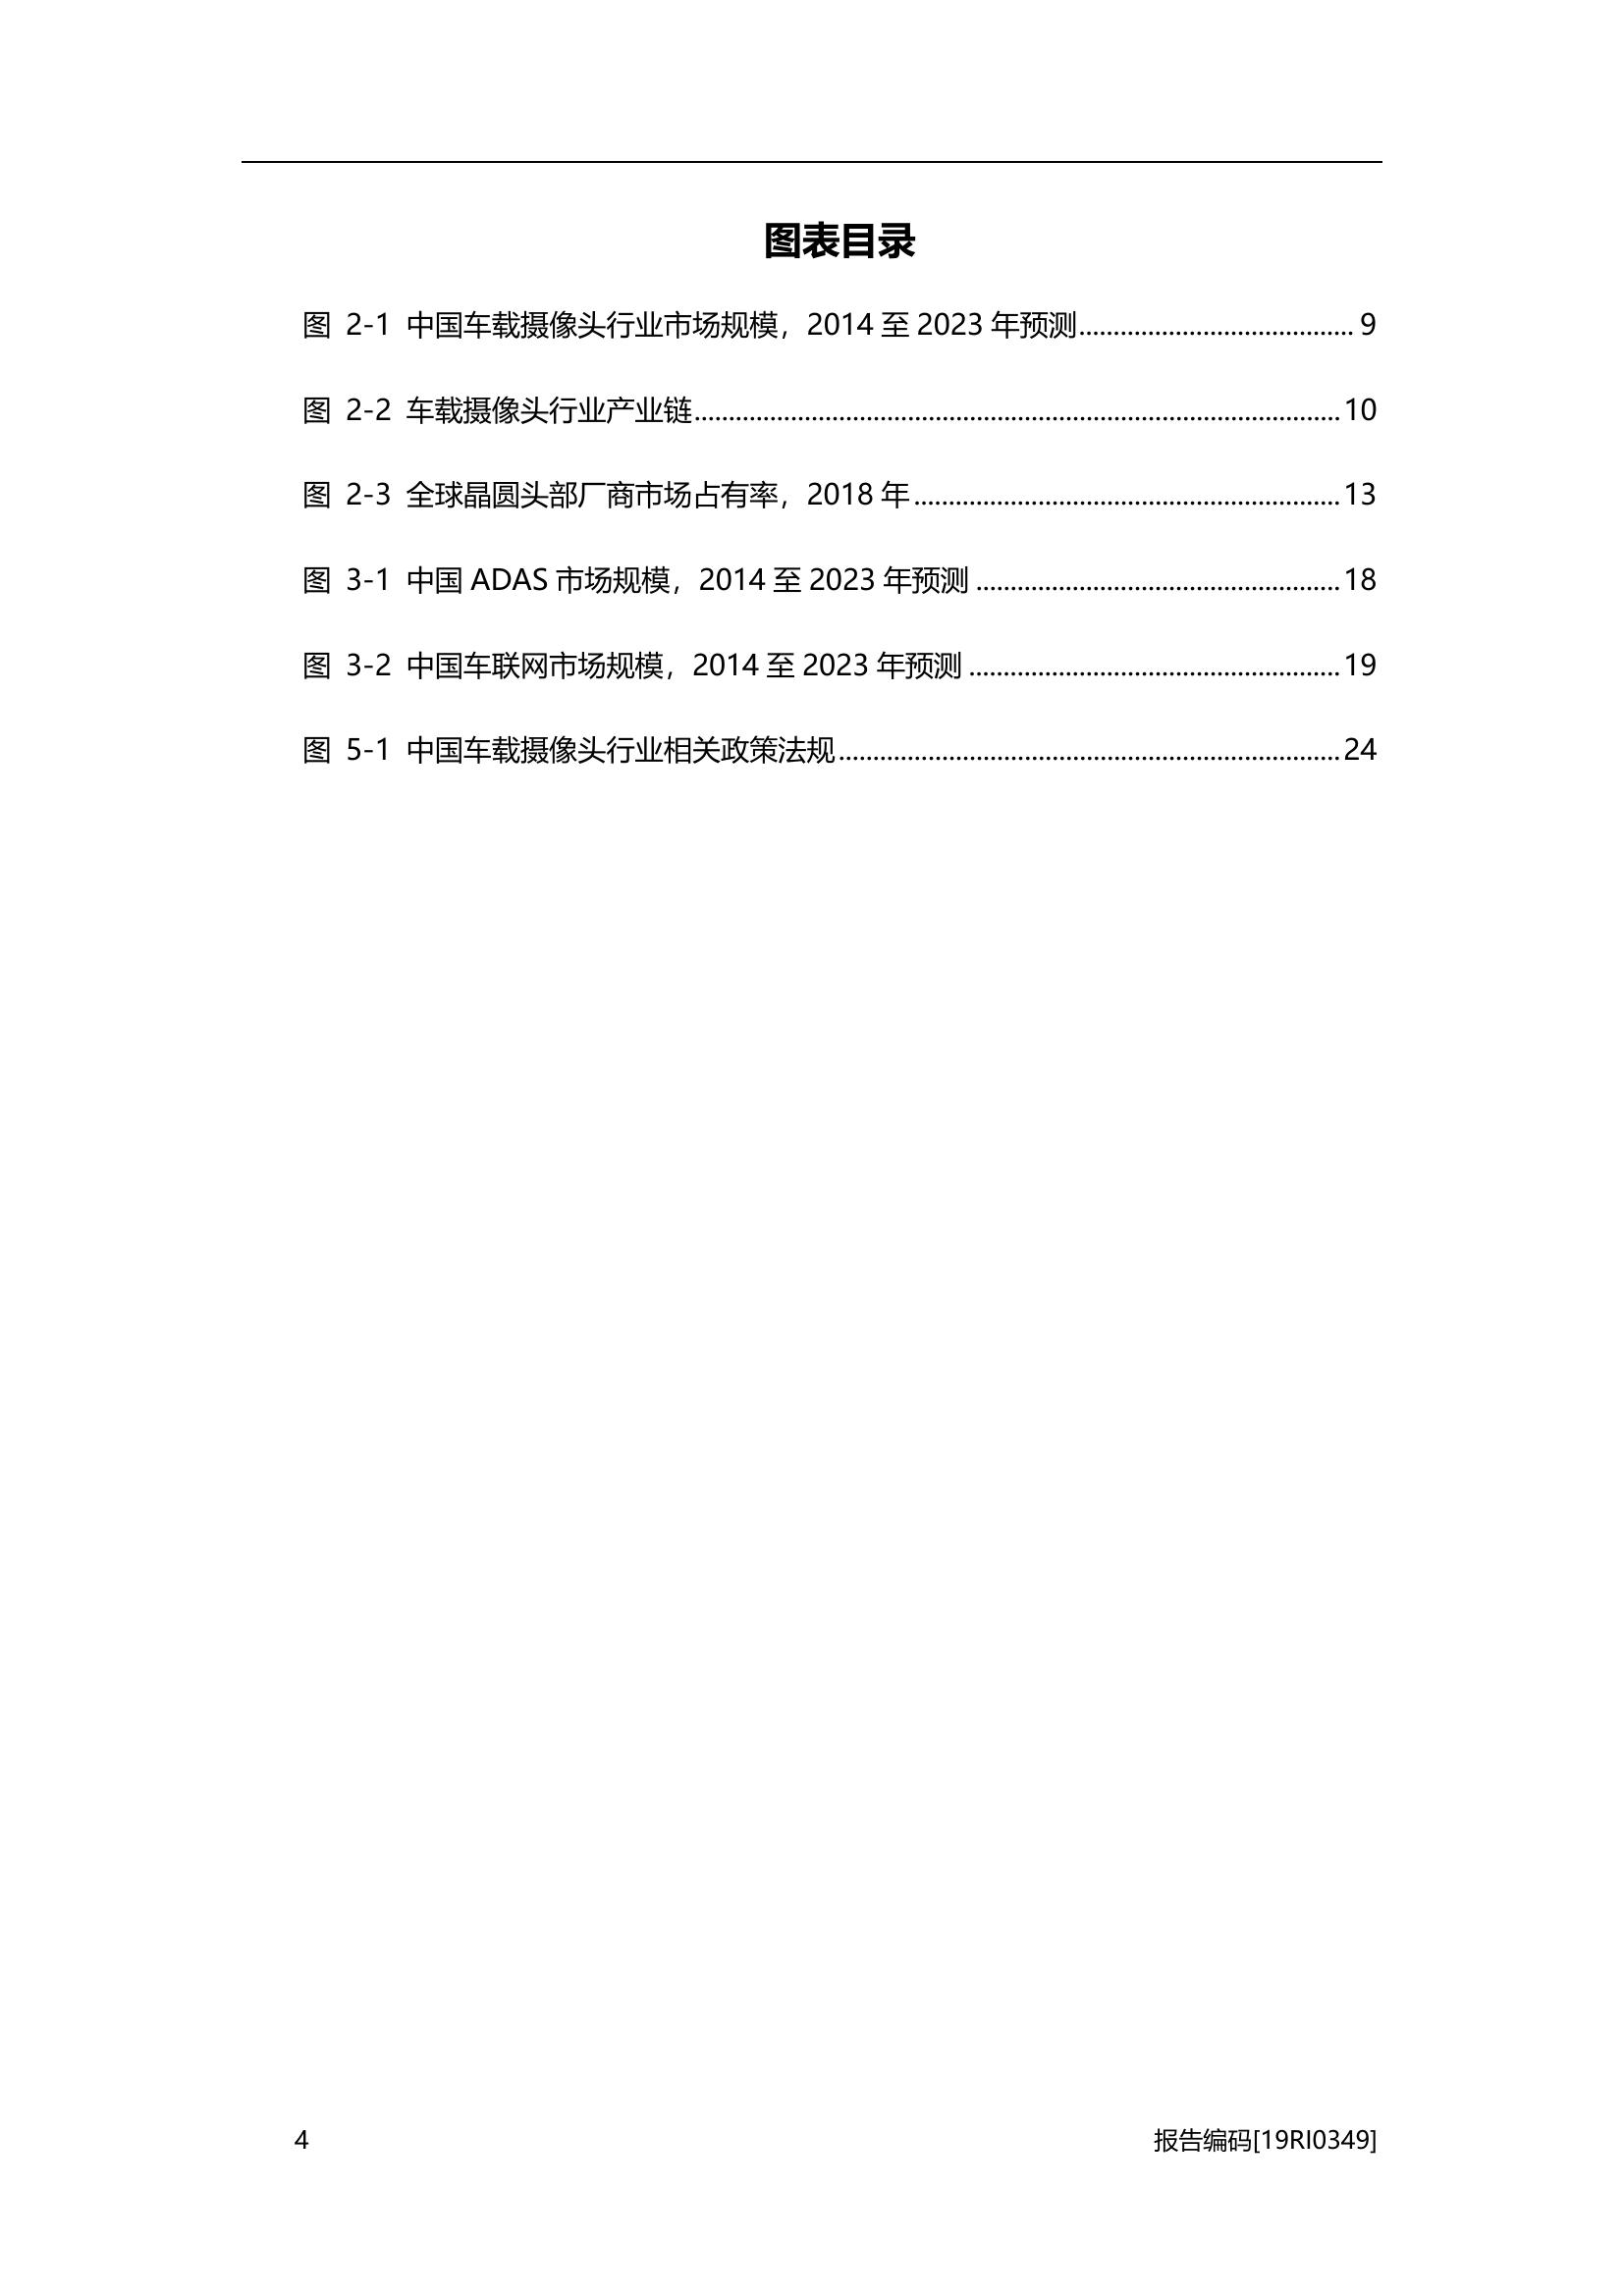 图表目录
图 2-1 中国车载摄像头行业市场规模，2014 至 2023 年预测........................................ 9
图 2-2 车载摄像头行业产业链.............................................................................................. 10
图 2-3 全球晶圆头部厂商市场占有率，2018 年.............................................................. 13
图 3-1 中国 ADAS 市场规模，2014 至 2023 年预测 ..................................................... 18
图 3-2 中国车联网市场规模，2014 至 2023 年预测 ...................................................... 19
图 5-1 中国车载摄像头行业相关政策法规......................................................................... 24
4 报告编码[19RI0349]